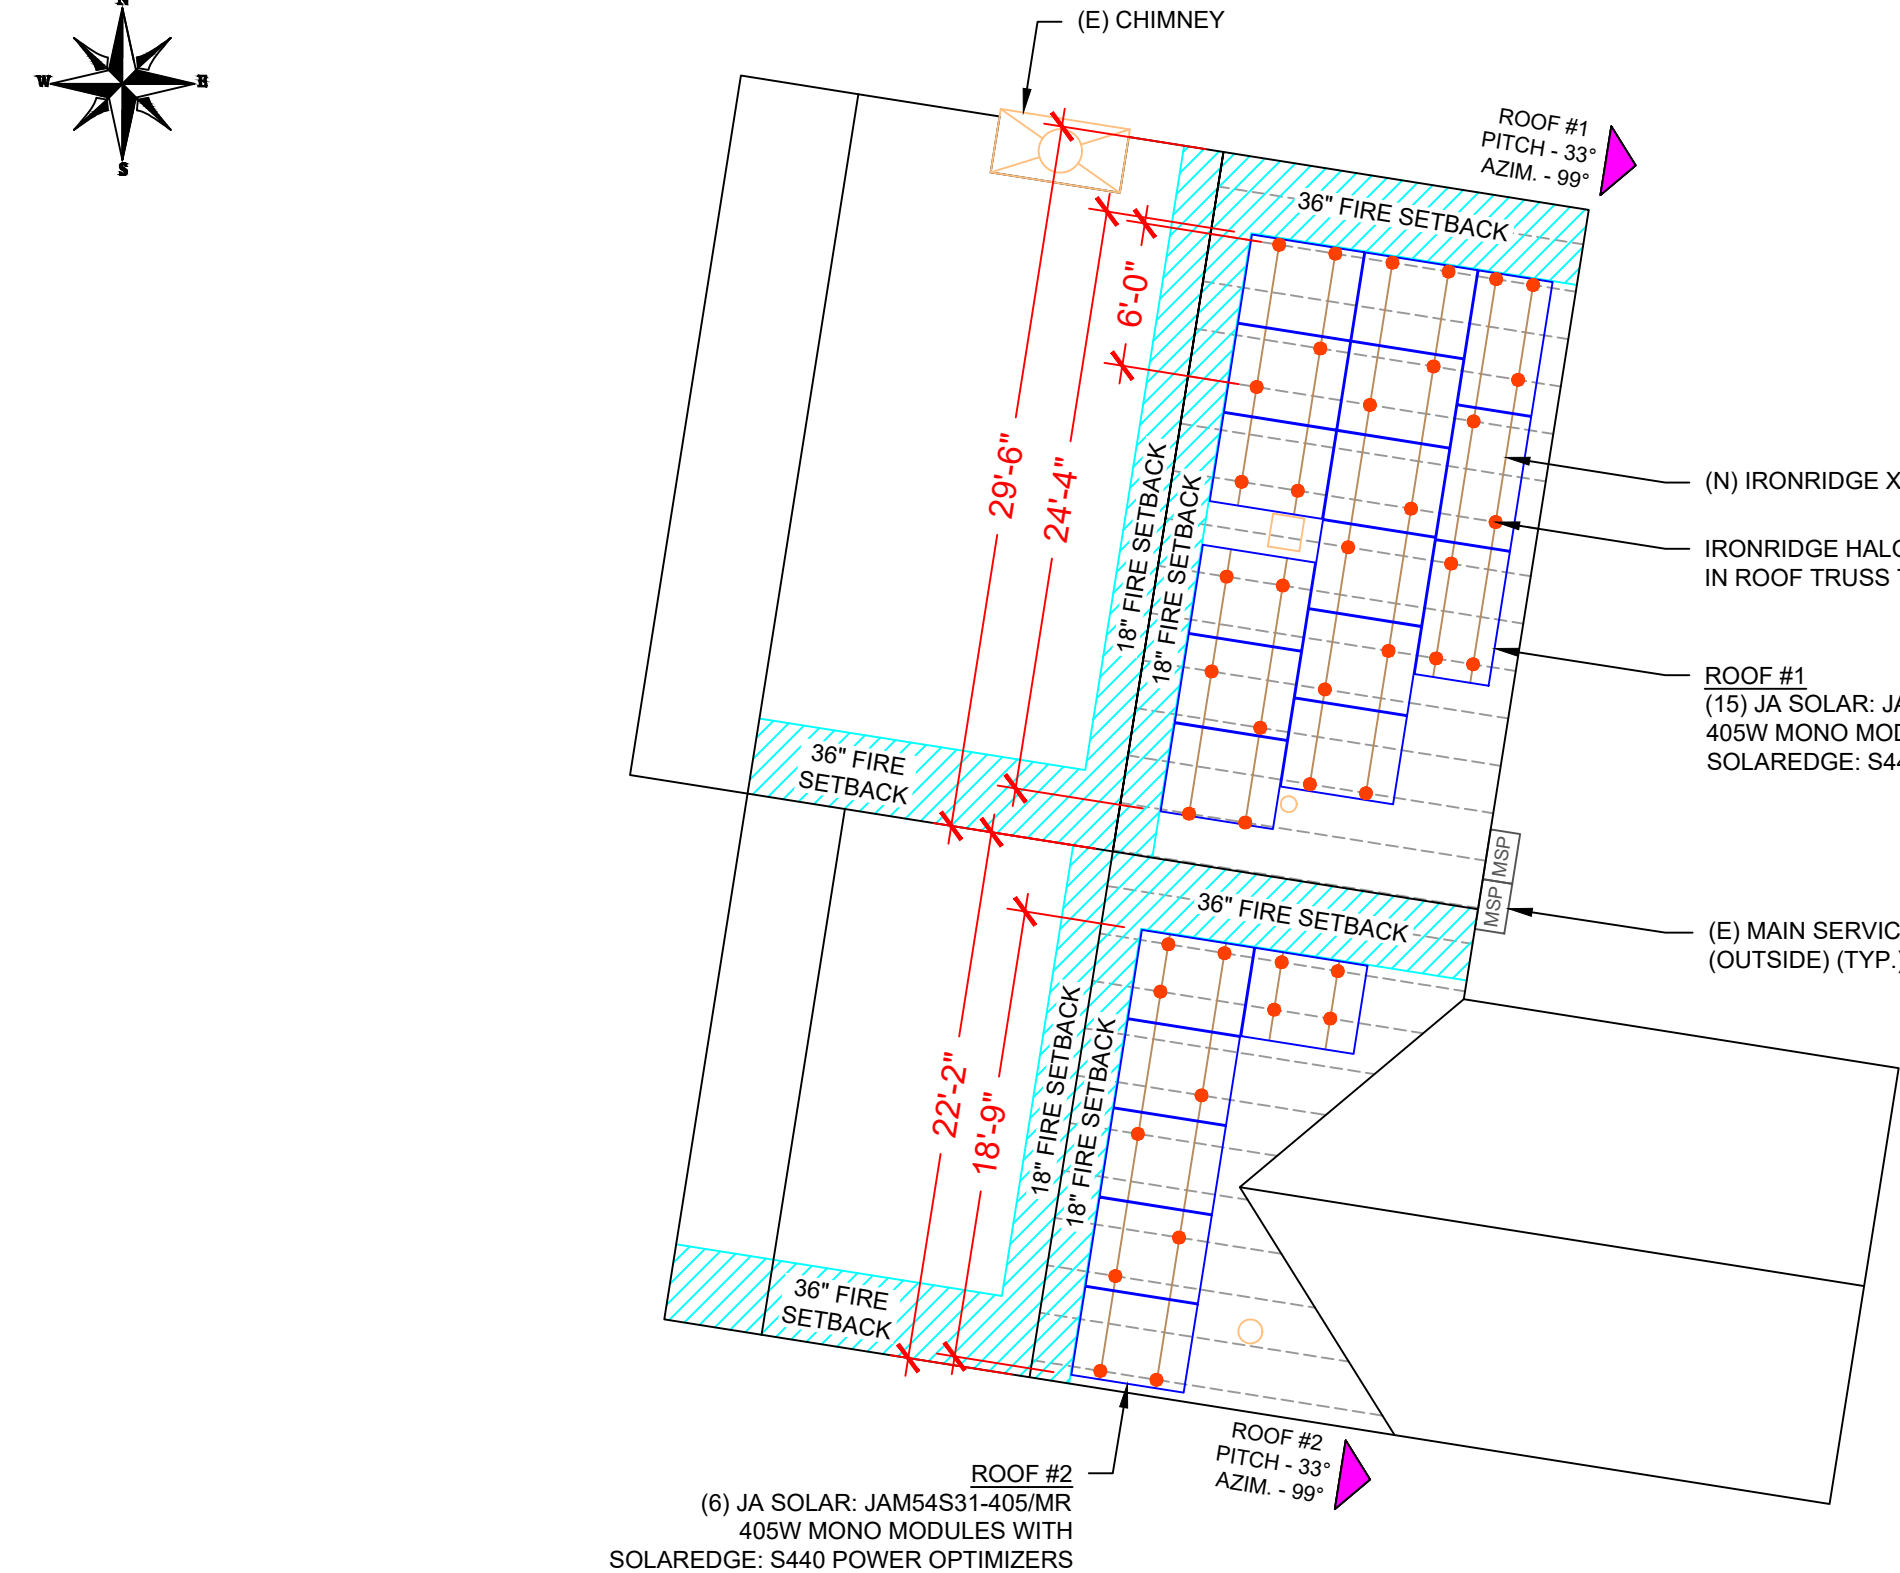 N
W
E
S
(E) CHIMNEY
ROOF #1
PITCH - 33°
AZIM. - 99°
36" FIRE SETBACK
6'-0"
29'-6"
24'-4"
18" FIRE SETBACK
18" FIRE SETBACK
(N) IRONRIDGE X
IRONRIDGE HALO
IN ROOF TRUSS T
ROOF #1
(15) JA SOLAR: JA
405W MONO MOD
SOLAREDGE: S44
36" FIRE
SETBACK
MSP
MSP
36" FIRE SETBACK
(E) MAIN SERVIC
(OUTSIDE) (TYP.)
22'-2"
18'-9"
18" FIRE SETBACK
18" FIRE SETBACK
36" FIRE
SETBACK
ROOF #2
PITCH - 33°
AZIM. - 99°
ROOF #2
(6) JA SOLAR: JAM54S31-405/MR
405W MONO MODULES WITH
SOLAREDGE: S440 POWER OPTIMIZERS